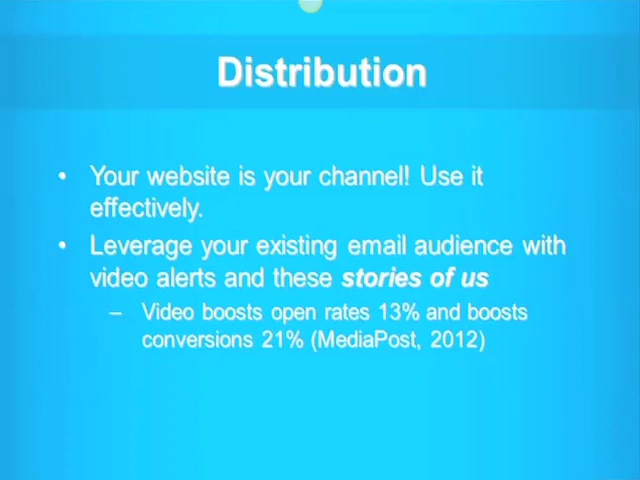 Distribution
• Your website is your channel! Use it
effectively.
• Leverage your existing email audience with
video alerts and these stories of us
– Video boosts open rates 13% and boosts
conversions 21% (MediaPost, 2012)